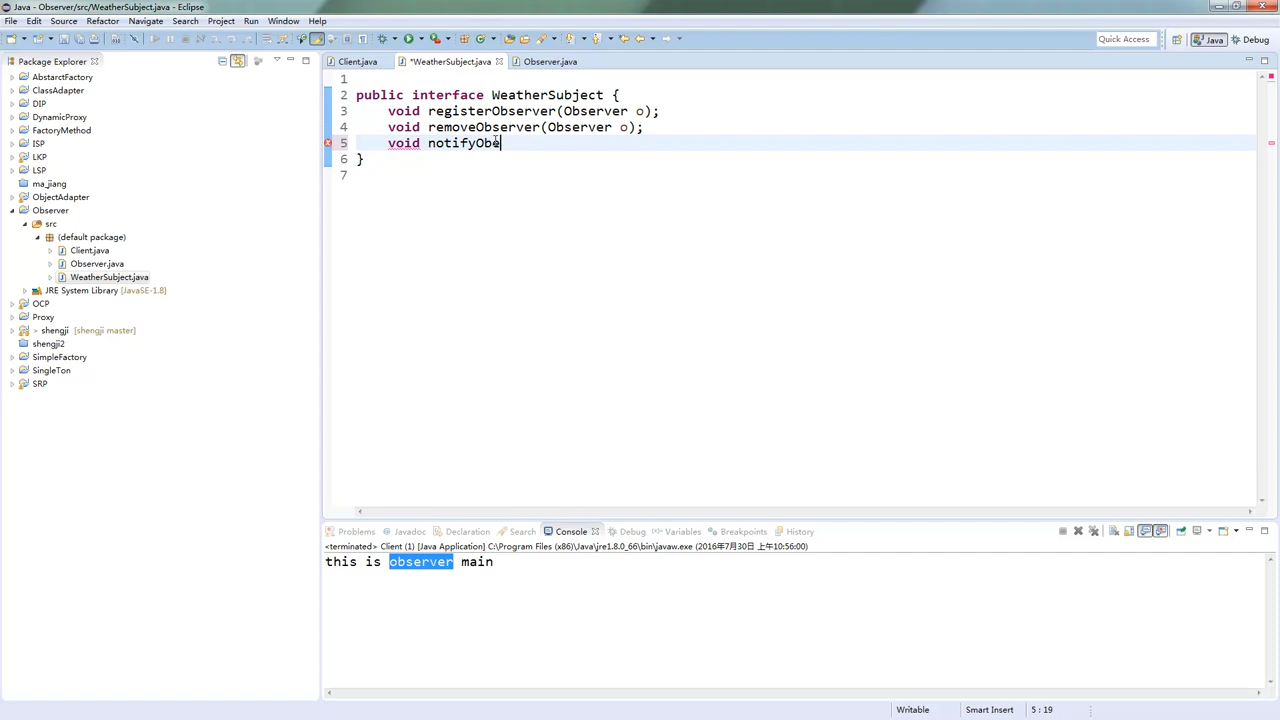 Java - Observer/src/WeatherSubject.java - Eclipse
File Edit Source Refactor Navigate Search Project Run Window Help
Quick Access Java Debug
Package Explorer
Client.java *WeatherSubject.java Observer.java
AbstarctFactory
ClassAdapter
DIP
DynamicProxy
FactoryMethod
ISP
LKP
LSP
ma_jiang
ObjectAdapter
Observer
src
(default package)
Client.java
Observer.java
WeatherSubject.java
JRE System Library [JavaSE-1.8]
OCP
Proxy
> shengji [shengji master]
shengji2
SimpleFactory
SingleTon
SRP
1
2 public interface WeatherSubject {
3 void registerObserver(Observer o);
4 void removeObserver(Observer o);
5 void notifyObe
6 }
7
Problems Javadoc Declaration Search Console Debug Variables Breakpoints History
<terminated> Client (1) [Java Application] C:\Program Files (x86)\Java\jre1.8.0_66\bin\javaw.exe (2016年7月30日 上午10:56:00)
this is observer main
Writable Smart Insert 5 : 19